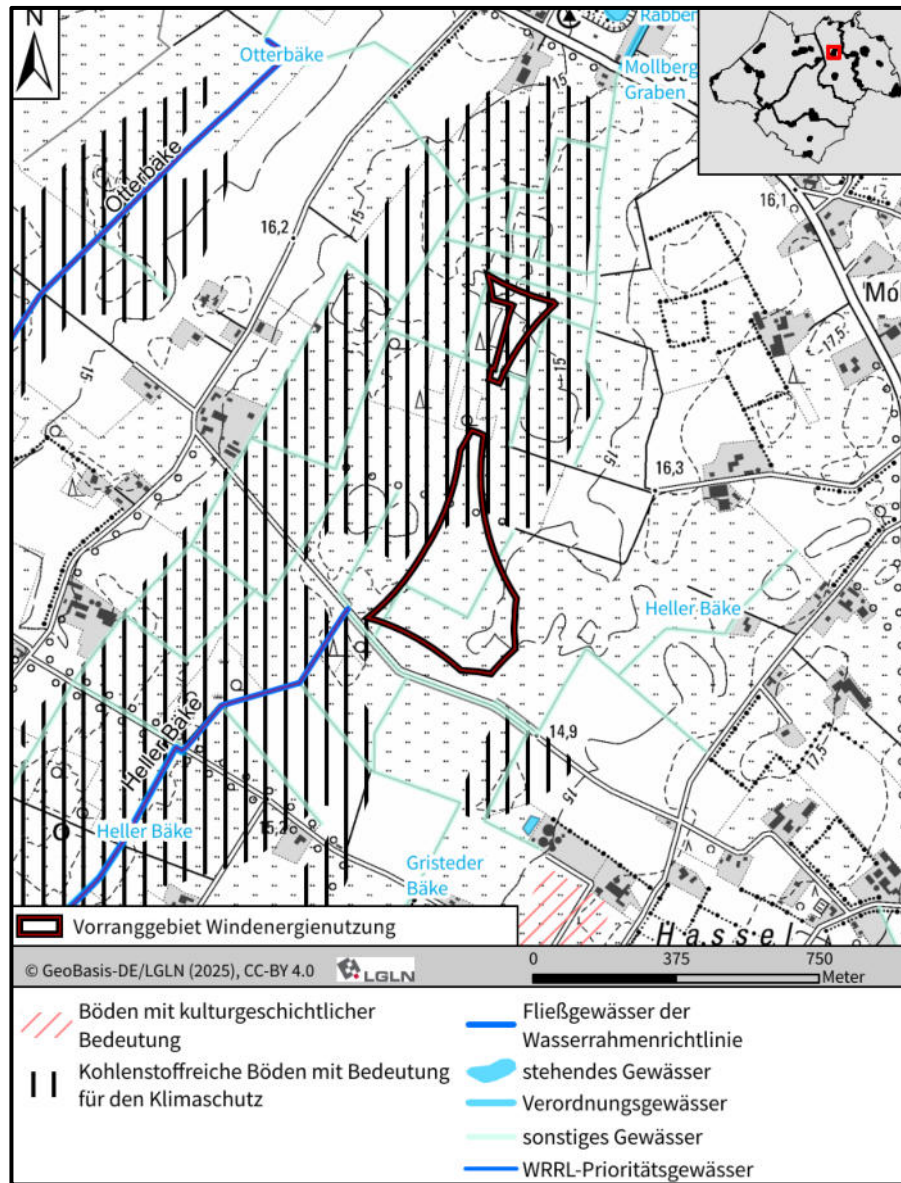 N
Otterbäke
Rabber
Mollberg
Graben
15
Otterbäke
16,2
15
16,1
Mol
17,5
15
15
15
16,3
Heller Bäke
Heller Bäke
14,9
15
17,5
Heller Bäke
15,2
Gristeder
Bäke
Hassel
Vorranggebiet Windenergienutzung
© GeoBasis-DE/LGLN (2025), CC-BY 4.0
LGLN
0 375 750
Meter
Böden mit kulturgeschichtlicher
Bedeutung
Kohlenstoffreiche Böden mit Bedeutung
für den Klimaschutz
Fließgewässer der
Wasserrahmenrichtlinie
stehendes Gewässer
Verordnungsgewässer
sonstiges Gewässer
WRRL-Prioritätsgewässer